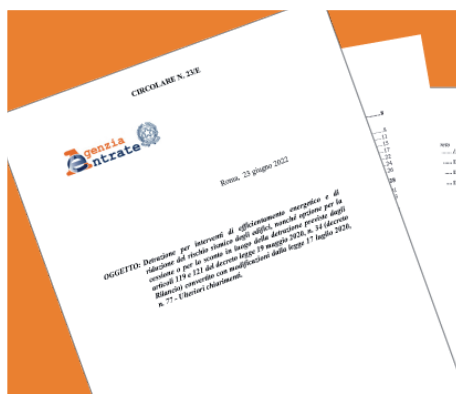 CIRCOLARE N. 23/E
Agenzia
Entrate
Roma, 23 giugno 2022
OGGETTO: Detrazione per interventi di efficientamento energetico e di
riduzione del rischio sismico degli edifici, nonché opzione per la
cessione o per lo sconto in luogo della detrazione previste dagli
articoli 119 e 121 del decreto legge 19 maggio 2020, n. 34 (decreto
Rilancio) convertito con modificazioni dalla legge 17 luglio 2020,
n. 77 - Ulteriori chiarimenti.